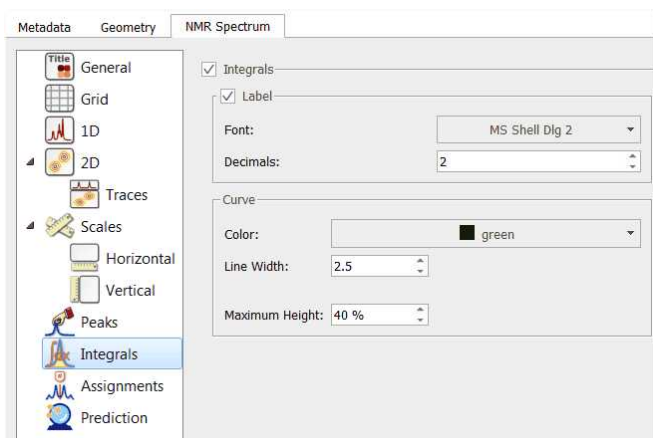 Metadata Geometry NMR Spectrum
Title
General
Grid
1D
2D
Traces
Scales
Horizontal
Vertical
Peaks
Integrals
Assignments
Prediction
Integrals
Label
Font: MS Shell Dlg 2
Decimals: 2
Curve
Color: green
Line Width: 2.5
Maximum Height: 40 %